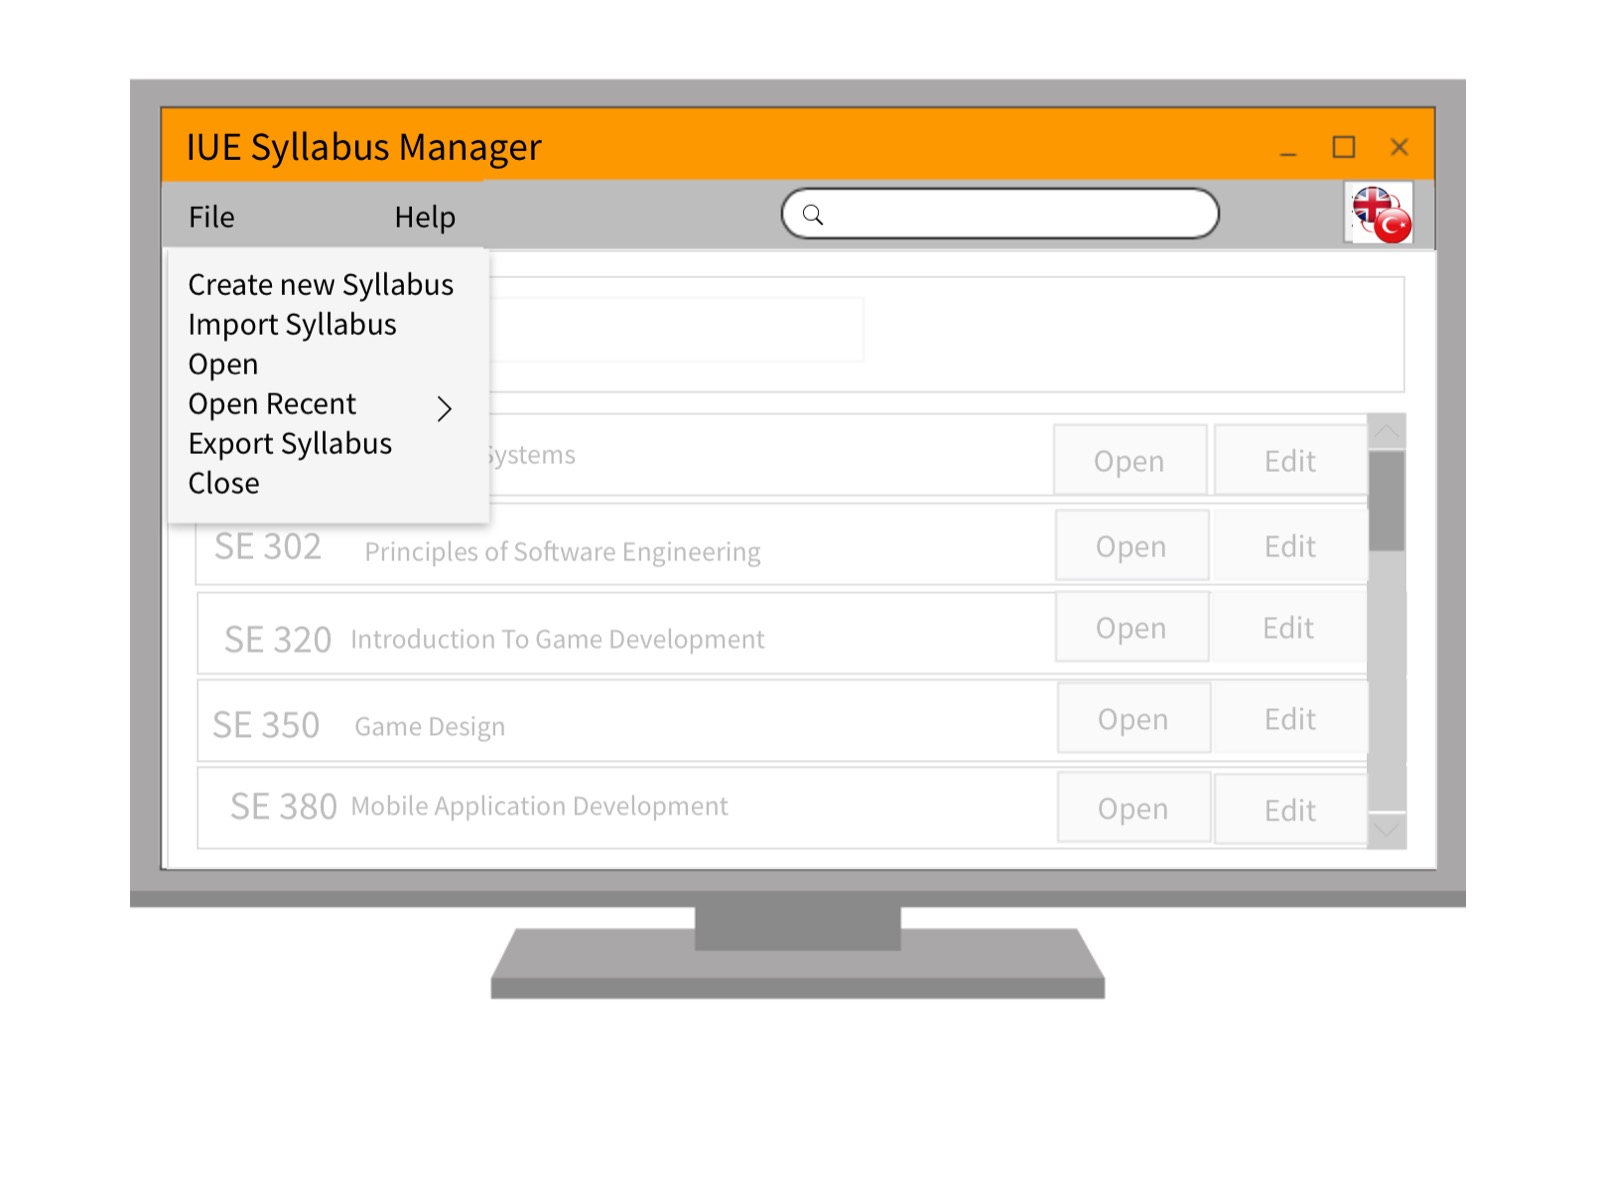 IUE Syllabus Manager
File Help
Create new Syllabus
Import Syllabus
Open
Open Recent
Export Syllabus
Close
Systems Open Edit
SE 302 Principles of Software Engineering Open Edit
SE 320 Introduction To Game Development Open Edit
SE 350 Game Design Open Edit
SE 380 Mobile Application Development Open Edit